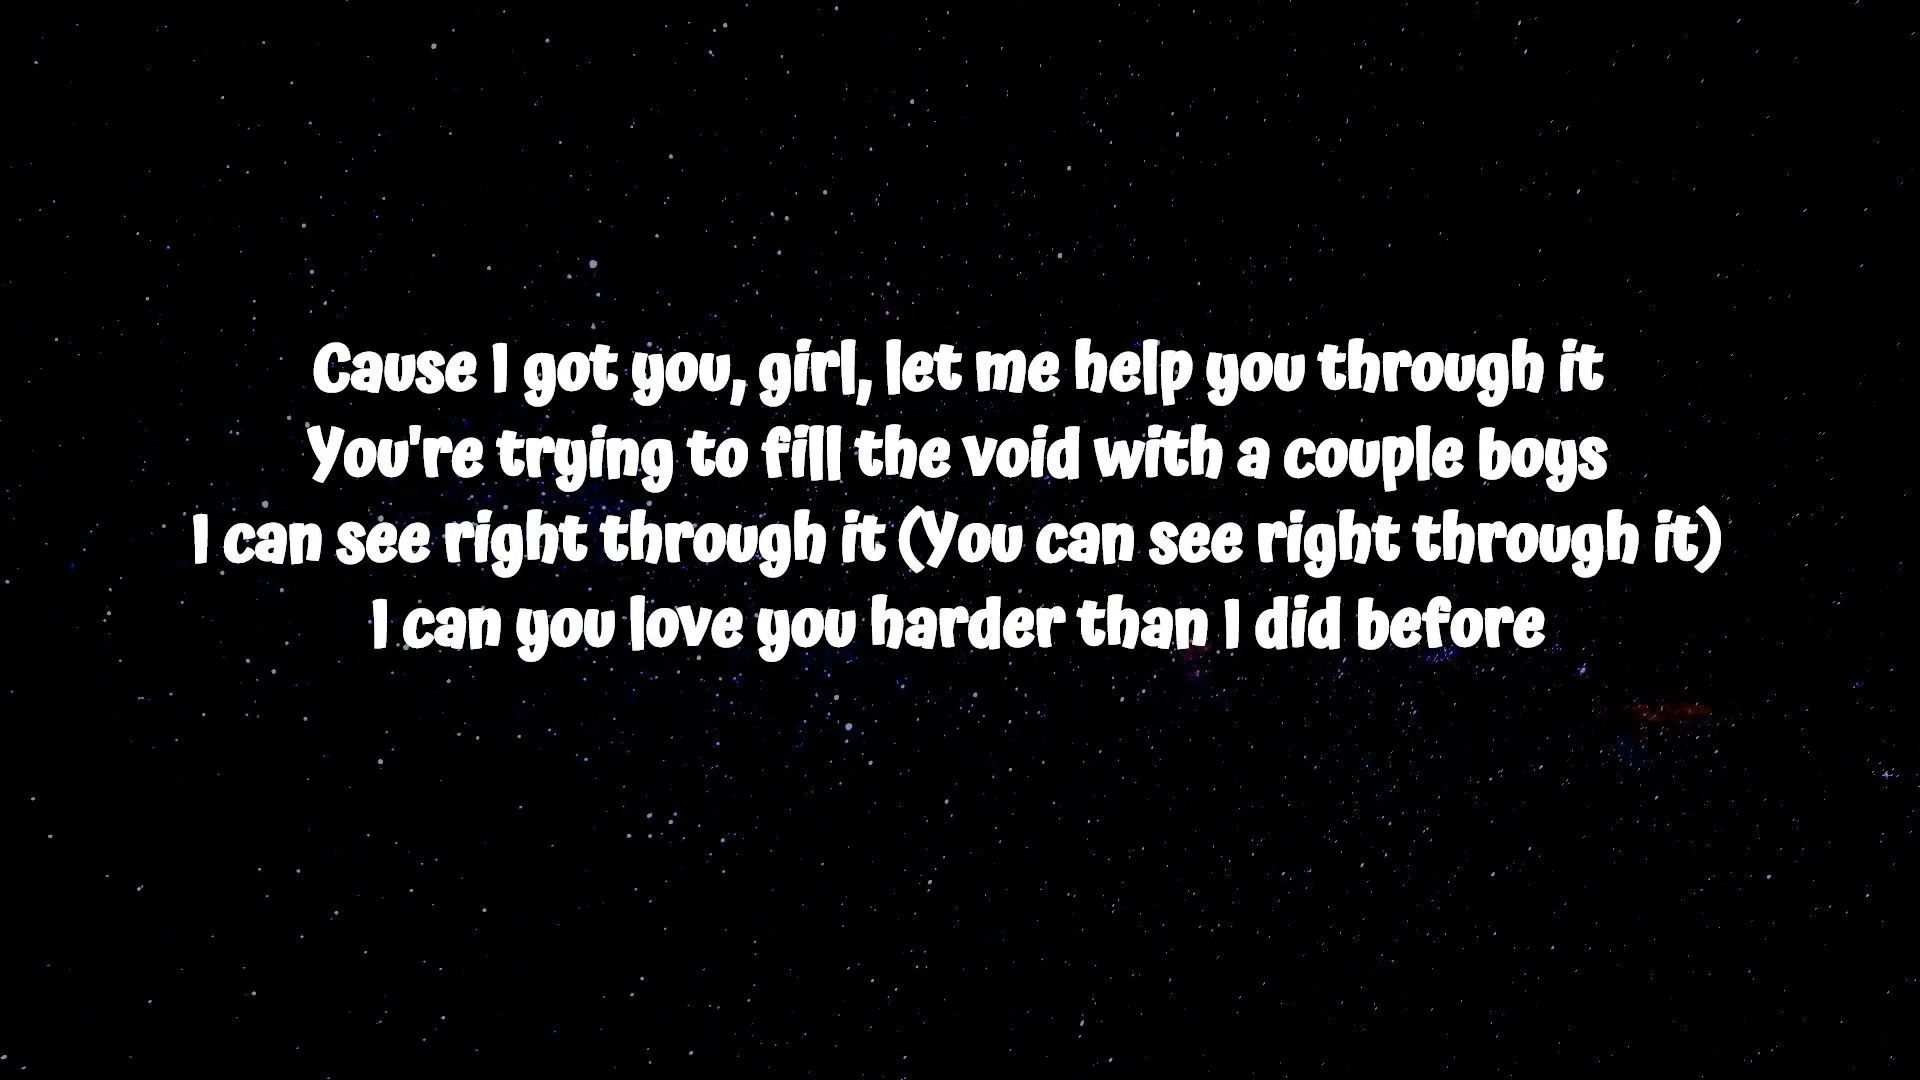 Cause I got you, girl, let me help you through it
You're trying to fill the void with a couple boys
I can see right through it (You can see right through it)
I can you love you harder than I did before